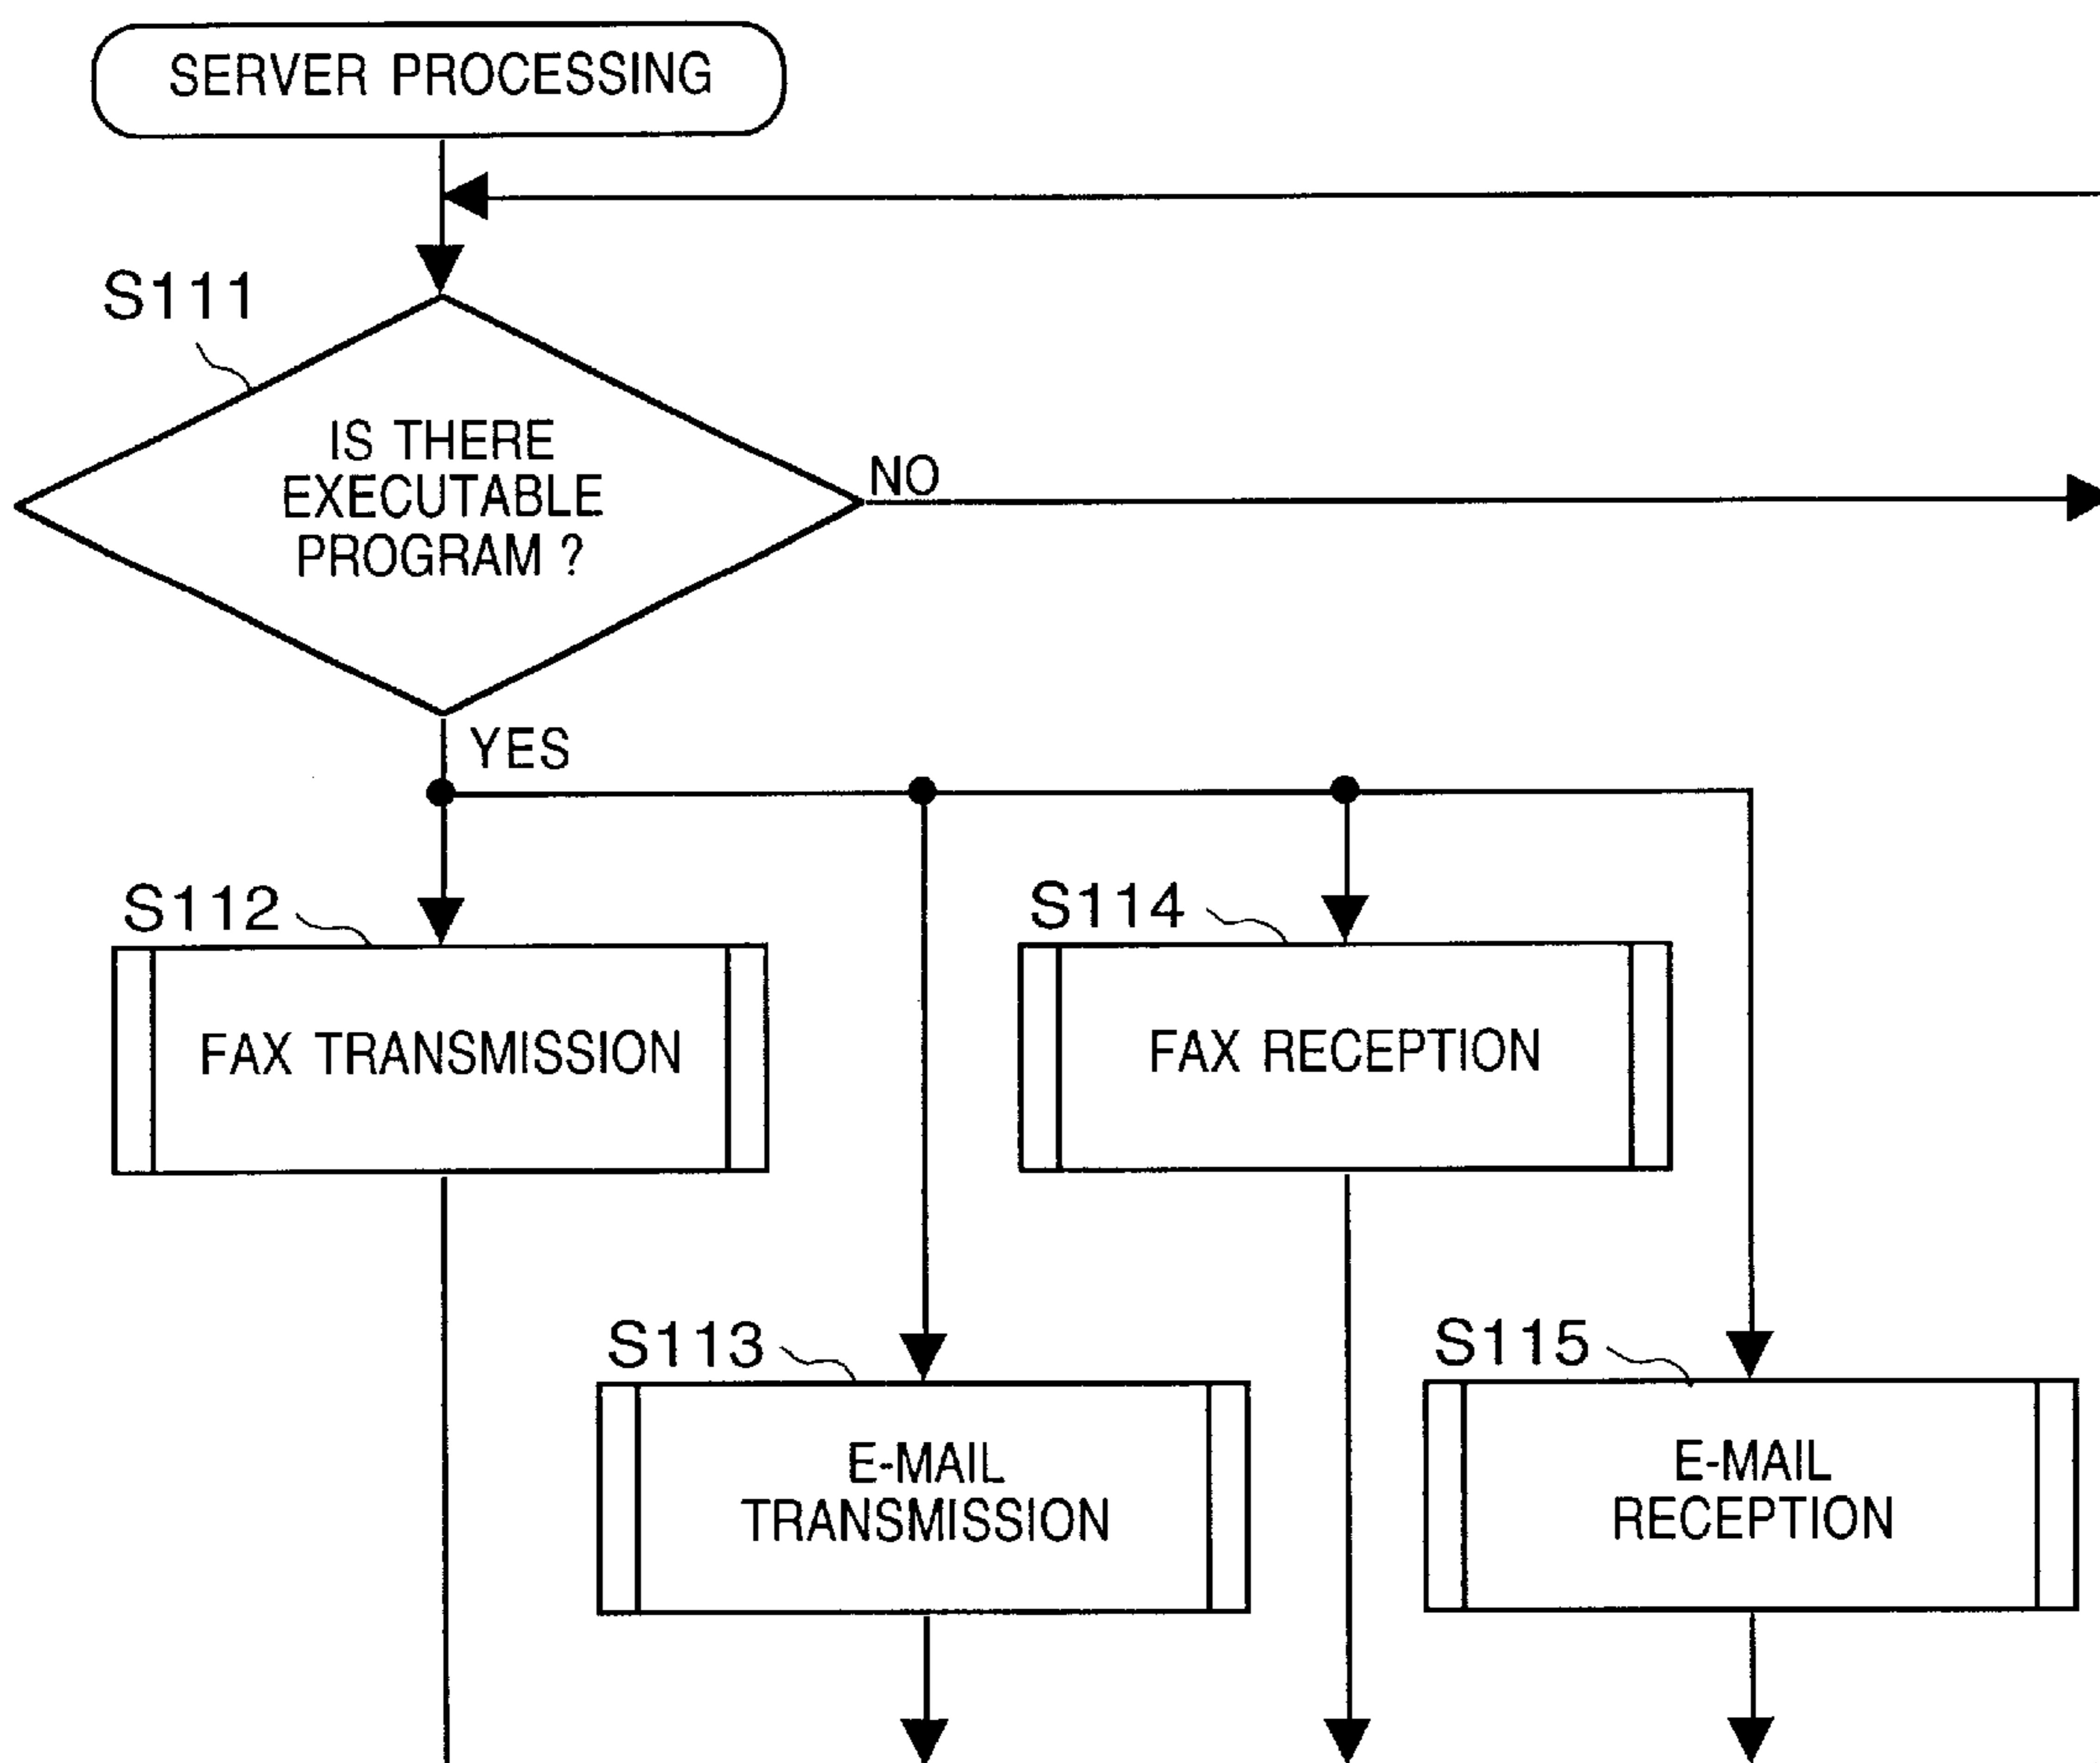 SERVER PROCESSING
S111
IS THERE
EXECUTABLE
PROGRAM ?
NO
YES
S112
FAX TRANSMISSION
S114
FAX RECEPTION
S113
E-MAIL
TRANSMISSION
S115
E-MAIL
RECEPTION